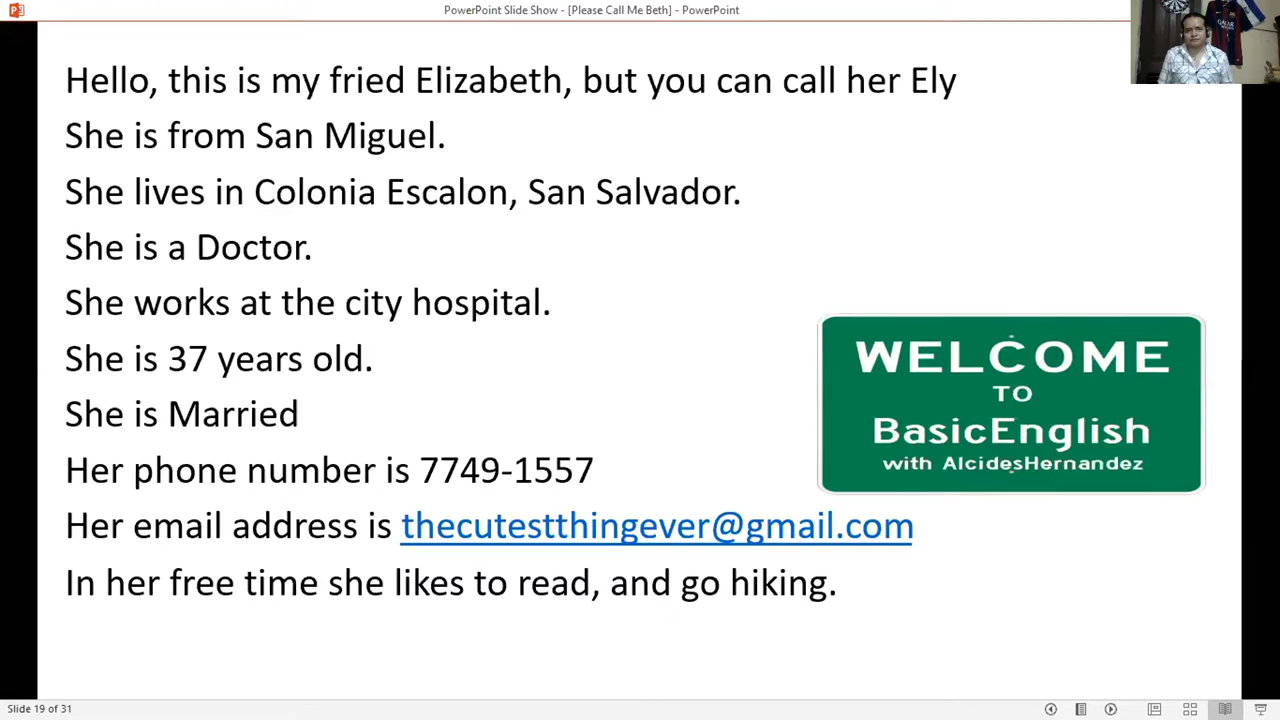 PowerPoint Slide Show - [Please Call Me Beth] - PowerPoint
Hello, this is my fried Elizabeth, but you can call her Ely
She is from San Miguel.
She lives in Colonia Escalon, San Salvador.
She is a Doctor.
She works at the city hospital.
She is 37 years old.
She is Married
Her phone number is 7749-1557
Her email address is thecutestthingever@gmail.com
In her free time she likes to read, and go hiking.
WELCOME
TO
BasicEnglish
with AlcidesHernandez
Slide 19 of 31